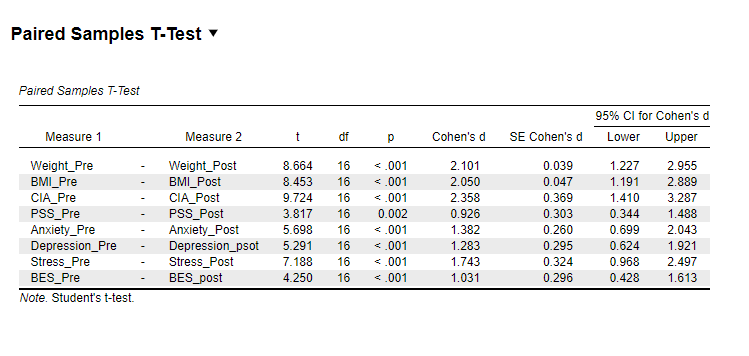 Paired Samples T-Test ▼
Paired Samples T-Test
95% CI for Cohen's d
Measure 1 Measure 2 t df p Cohen's d SE Cohen's d Lower Upper
Weight_Pre - Weight_Post 8.664 16 < .001 2.101 0.039 1.227 2.955
BMI_Pre - BMI_Post 8.453 16 < .001 2.050 0.047 1.191 2.889
CIA_Pre - CIA_Post 9.724 16 < .001 2.358 0.369 1.410 3.287
PSS_Pre - PSS_Post 3.817 16 0.002 0.926 0.303 0.344 1.488
Anxiety_Pre - Anxiety_Post 5.698 16 < .001 1.382 0.260 0.699 2.043
Depression_Pre - Depression_psot 5.291 16 < .001 1.283 0.295 0.624 1.921
Stress_Pre - Stress_Post 7.188 16 < .001 1.743 0.324 0.968 2.497
BES_Pre - BES_post 4.250 16 < .001 1.031 0.296 0.428 1.613
Note. Student's t-test.